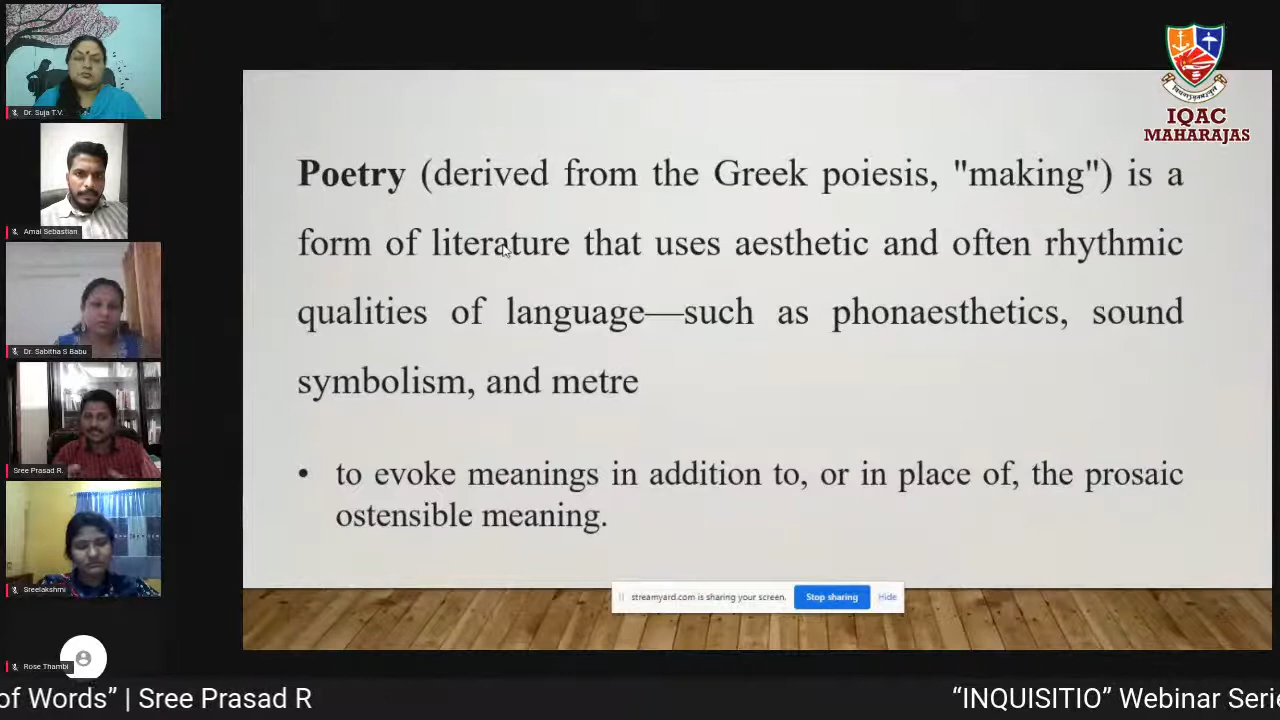 Dr. Suja T.V.
Amal Sebastian
Dr. Sabitha S Babu
Sree Prasad R.
Sreelakshmi
Rose Thambi
IQAC
MAHARAJAS
Poetry (derived from the Greek poiesis, "making") is a
form of literature that uses aesthetic and often rhythmic
qualities of language—such as phonaesthetics, sound
symbolism, and metre
• to evoke meanings in addition to, or in place of, the prosaic
ostensible meaning.
streamyard.com is sharing your screen. Stop sharing Hide
of Words” | Sree Prasad R “INQUISITIO” Webinar Serie